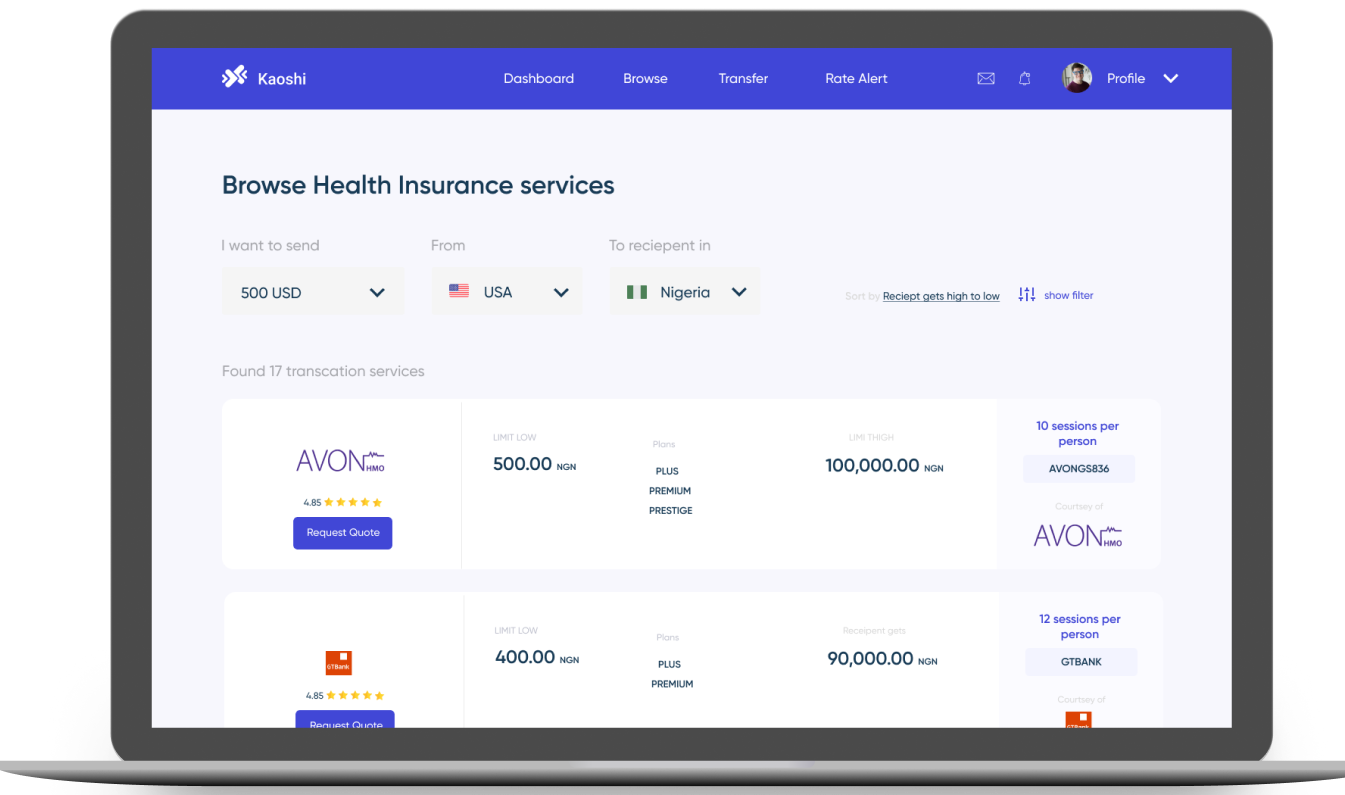 Kaoshi
Dashboard Browse Transfer Rate Alert Profile
Browse Health Insurance services
I want to send From To reciepent in
500 USD USA Nigeria
Sort by Reciept gets high to low show filter
Found 17 transcation services
AVON HMO
4.85
Request Quote
LIMIT LOW
500.00 NGN
Plans
PLUS
PREMIUM
PRESTIGE
LIMI THIGH
100,000.00 NGN
10 sessions per
person
AVONGS836
Courtsey of
AVON HMO
GTBank
4.85
Request Quote
LIMIT LOW
400.00 NGN
Plans
PLUS
PREMIUM
Receipent gets
90,000.00 NGN
12 sessions per
person
GTBANK
Courtsey of
GTBank